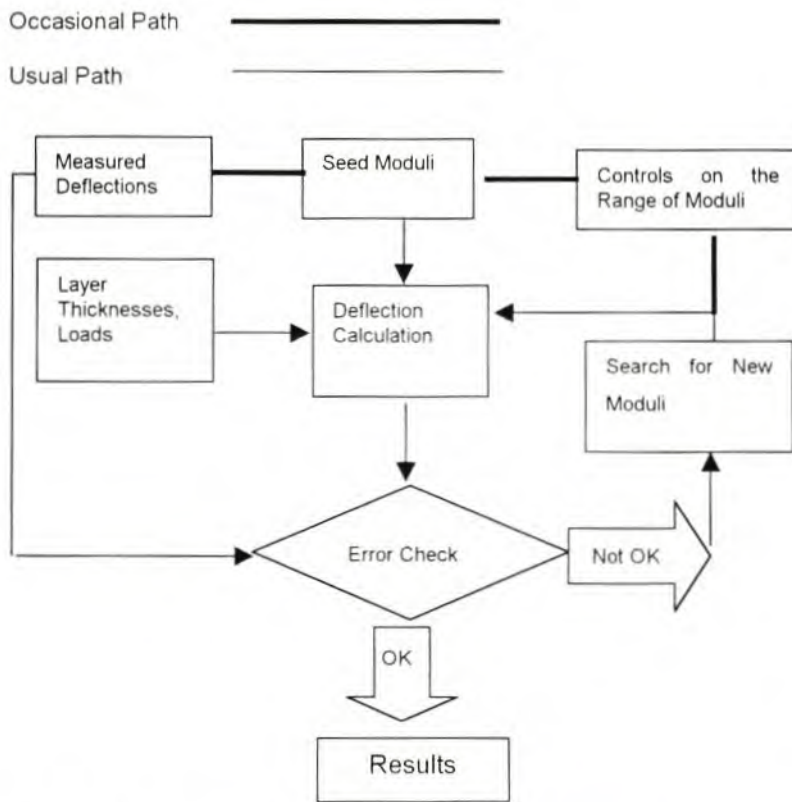 Occasional Path
Usual Path
Measured
Deflections
Seed Moduli
Controls on the
Range of Moduli
Layer
Thicknesses,
Loads
Deflection
Calculation
Search for New
Moduli
Error Check
Not OK
OK
Results